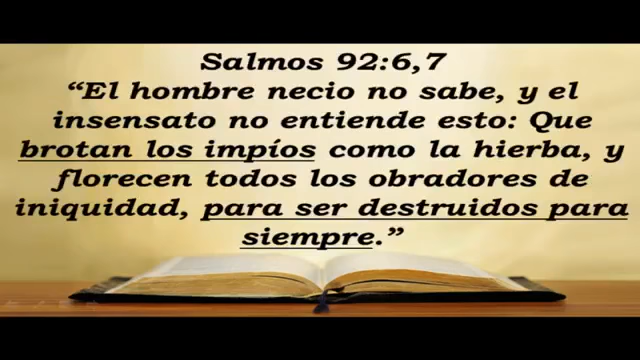 Salmos 92:6,7
“El hombre necio no sabe, y el
insensato no entiende esto: Que
brotan los impíos como la hierba, y
florecen todos los obradores de
iniquidad, para ser destruidos para
siempre.”